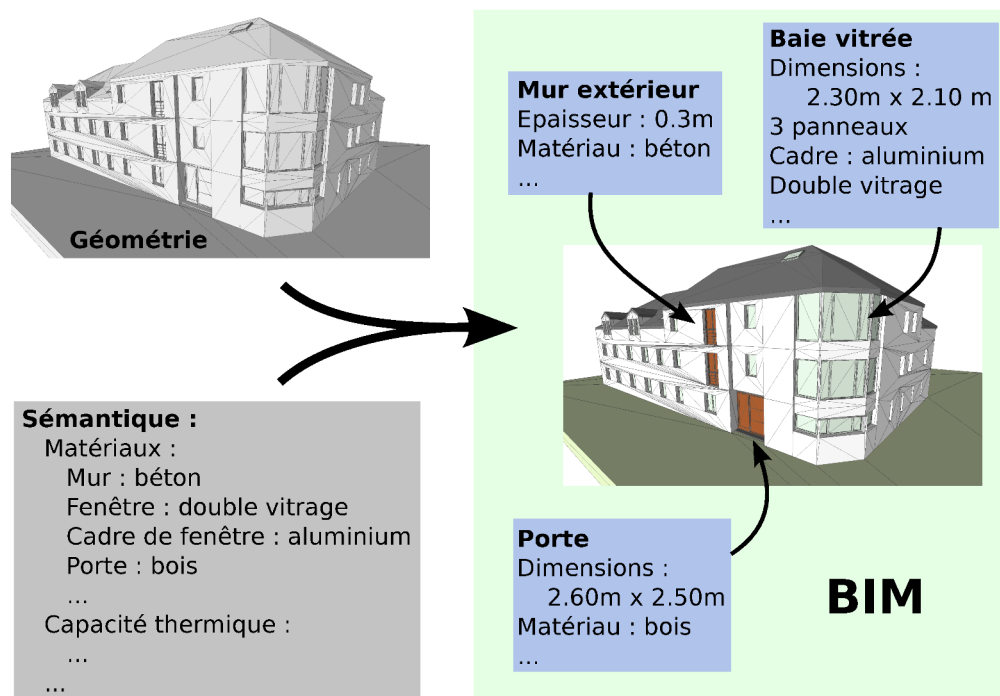 Géométrie
Sémantique :
Matériaux :
Mur : béton
Fenêtre : double vitrage
Cadre de fenêtre : aluminium
Porte : bois
...
Capacité thermique :
...
...
Mur extérieur
Epaisseur : 0.3m
Matériau : béton
...
Baie vitrée
Dimensions :
2.30m x 2.10 m
3 panneaux
Cadre : aluminium
Double vitrage
...
Porte
Dimensions :
2.60m x 2.50m
Matériau : bois
...
BIM